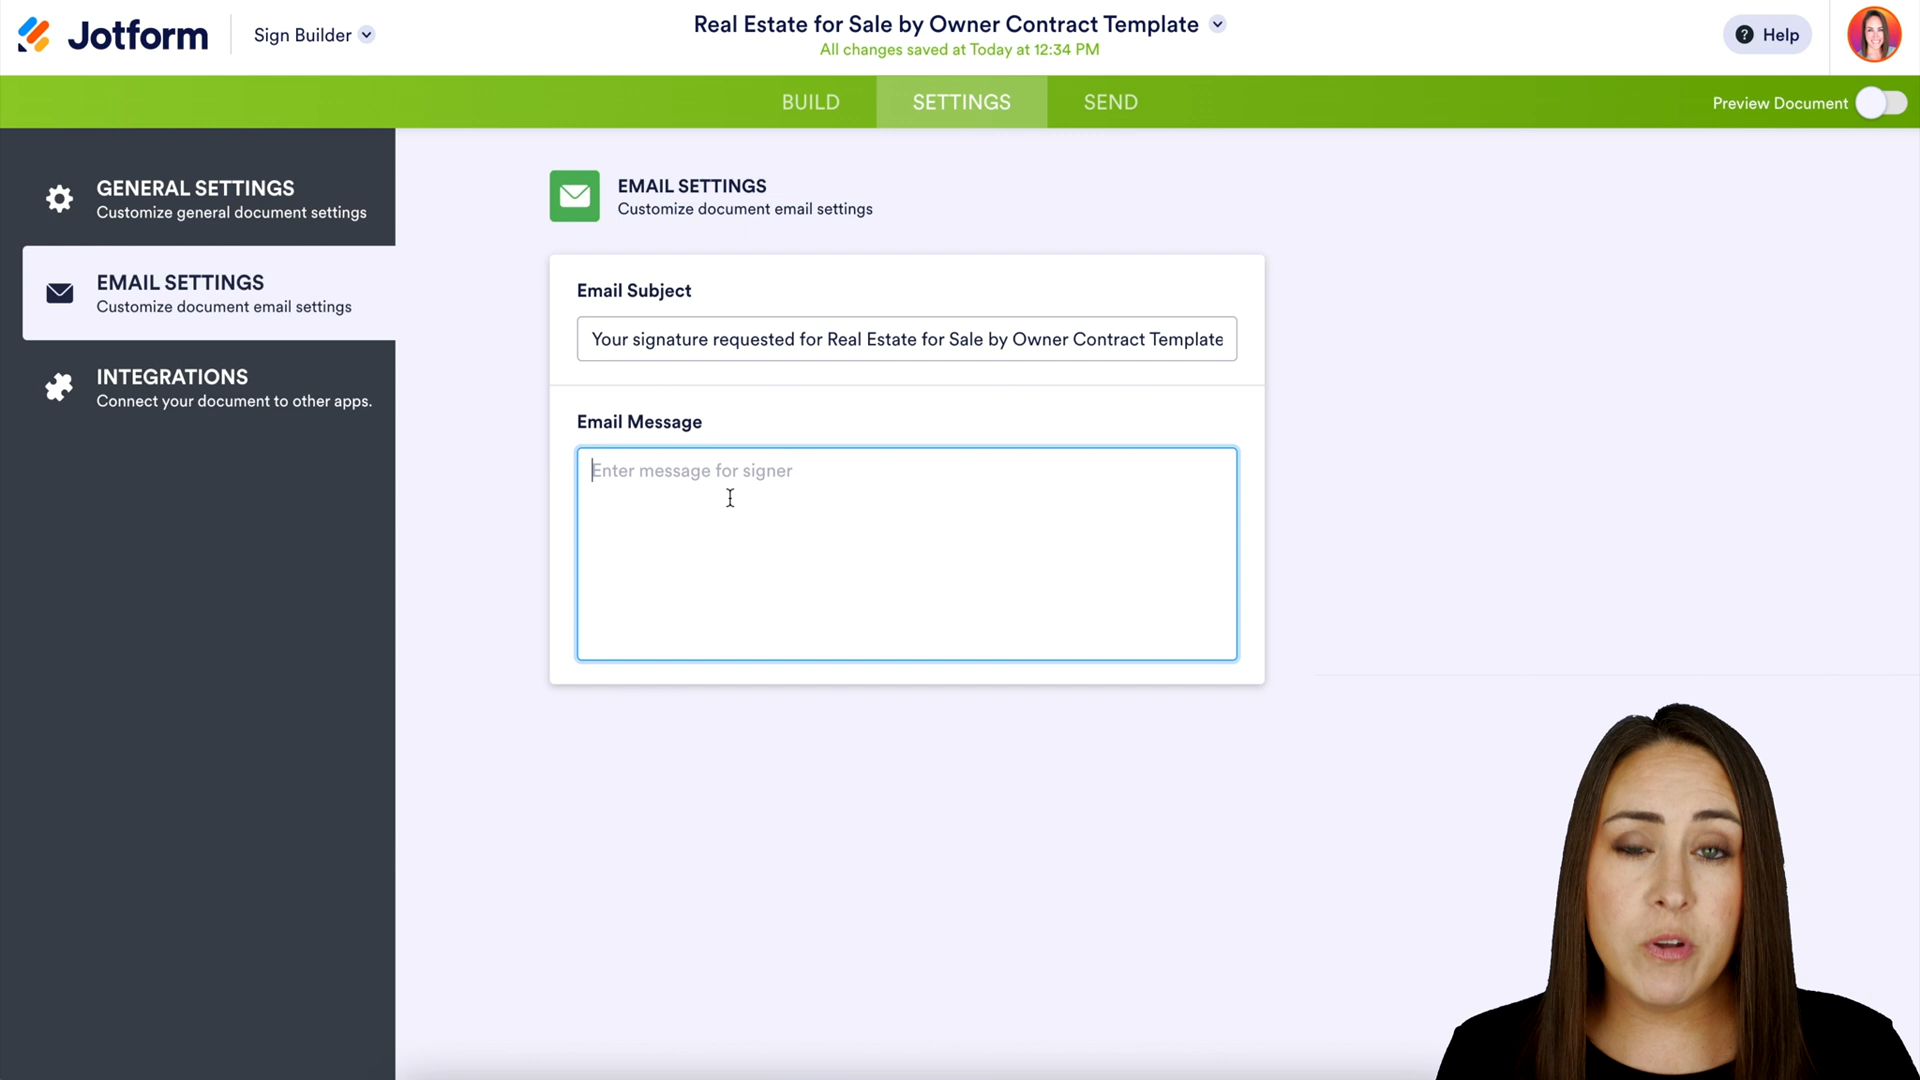 Jotform
Sign Builder
Real Estate for Sale by Owner Contract Template
All changes saved at Today at 12:34 PM
? Help
BUILD
SETTINGS
SEND
Preview Document
GENERAL SETTINGS
Customize general document settings
EMAIL SETTINGS
Customize document email settings
INTEGRATIONS
Connect your document to other apps.
EMAIL SETTINGS
Customize document email settings
Email Subject
Your signature requested for Real Estate for Sale by Owner Contract Template
Email Message
Enter message for signer